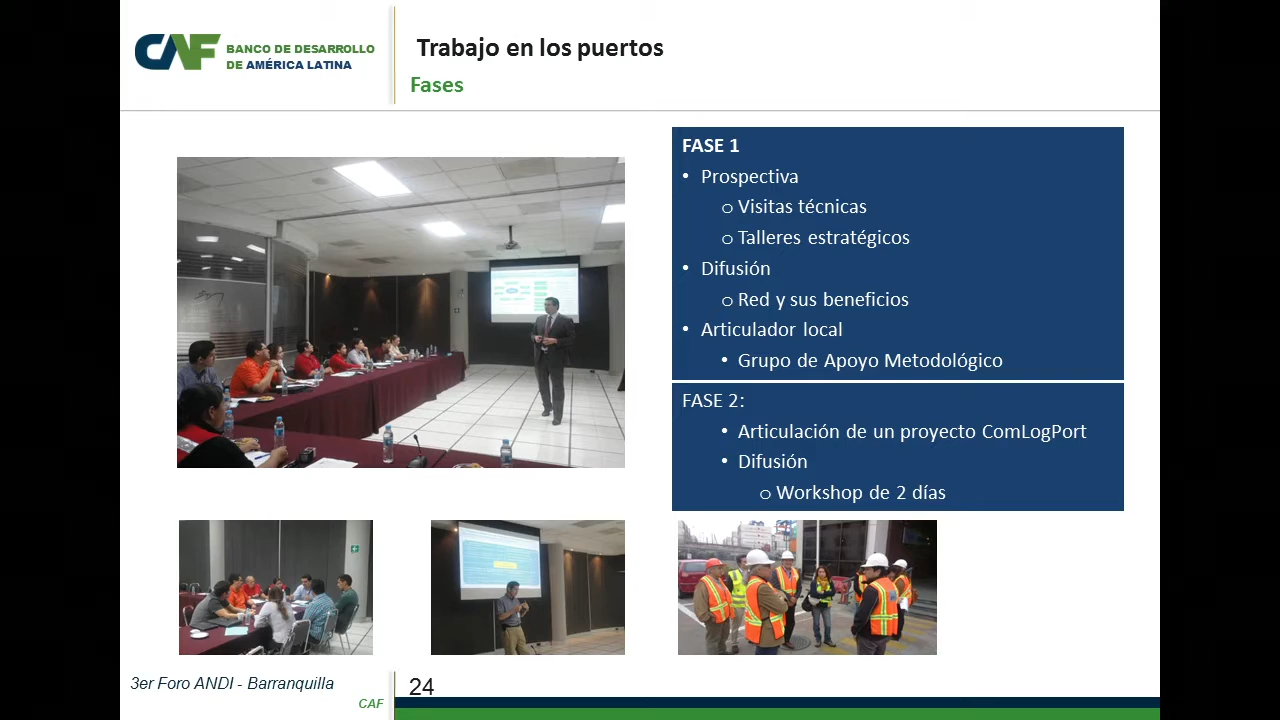 CAF BANCO DE DESARROLLO
DE AMÉRICA LATINA
Trabajo en los puertos
Fases
FASE 1
• Prospectiva
o Visitas técnicas
o Talleres estratégicos
• Difusión
o Red y sus beneficios
• Articulador local
• Grupo de Apoyo Metodológico
FASE 2:
• Articulación de un proyecto ComLogPort
• Difusión
o Workshop de 2 días
3er Foro ANDI - Barranquilla
CAF
24